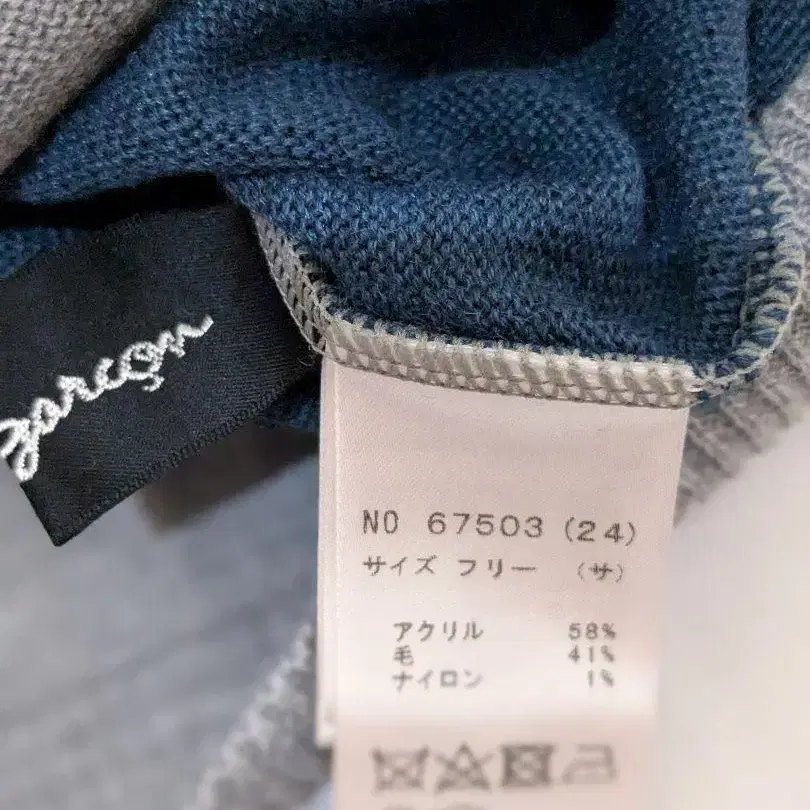 garçon
NO 67503 (24)
サイズ フリー (サ)
アクリル 58%
毛 41%
ナイロン 1%